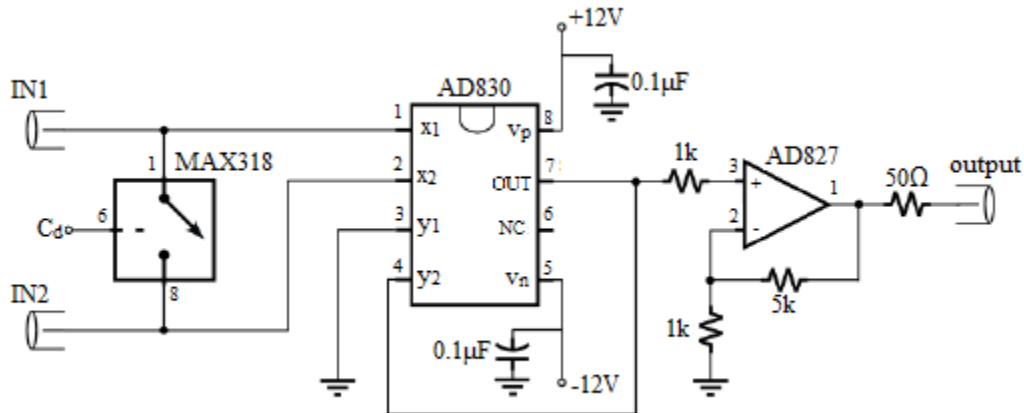 +12V
IN1
AD830
0.1µF
1
X1
Vp
8
1
MAX318
2
X2
OUT
7
1k
3
+
AD827
1
50Ω
output
6
Cd
-
3
y1
NC
6
2
-
4
y2
Vn
5
5k
IN2
8
1k
0.1µF
-12V